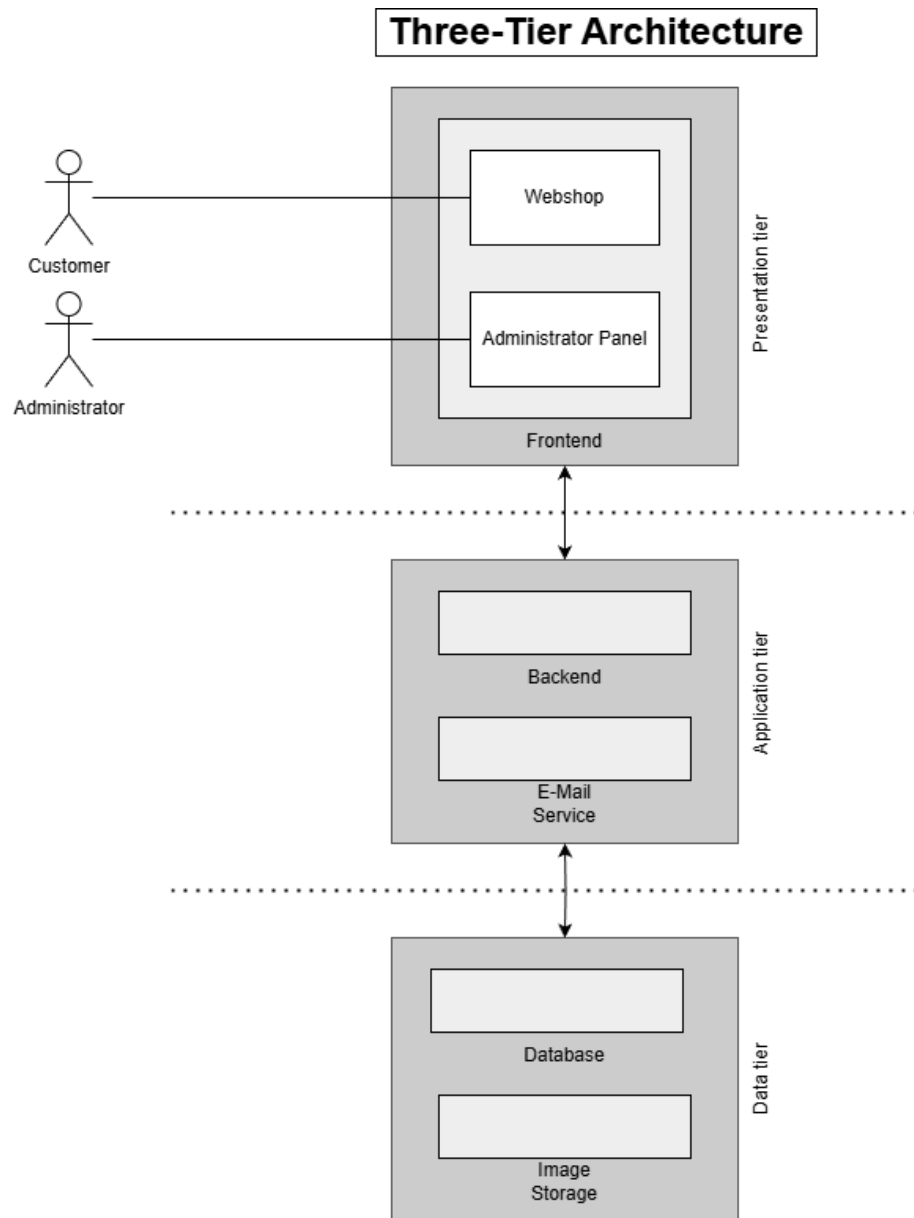 Three-Tier Architecture
Webshop
Customer
Administrator Panel
Administrator
Frontend
Presentation tier
Backend
E-Mail
Service
Application tier
Database
Image
Storage
Data tier